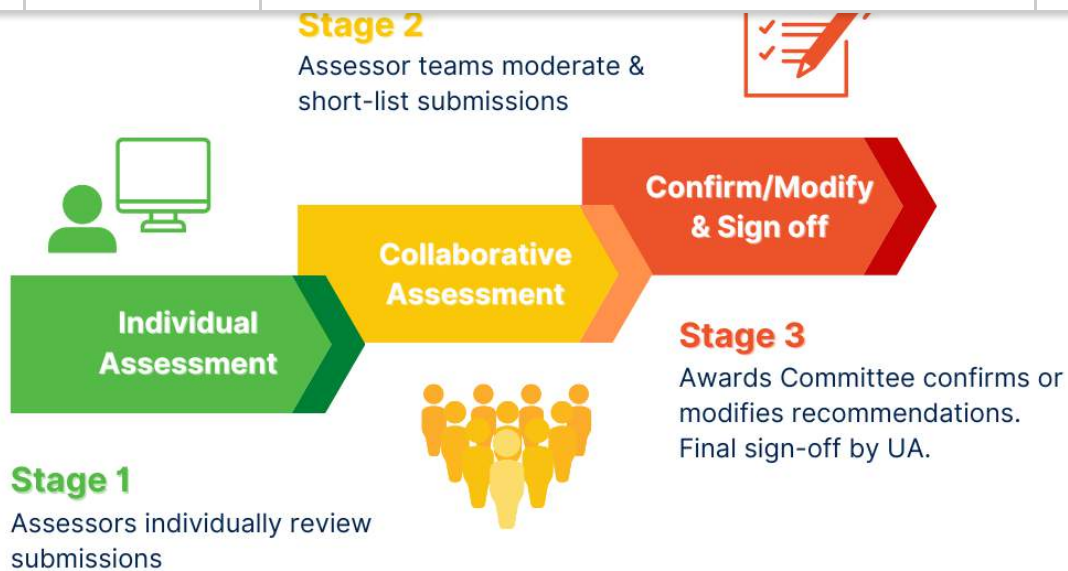 Stage 2
Assessor teams moderate &
short-list submissions
Confirm/Modify
& Sign off
Collaborative
Assessment
Individual
Assessment
Stage 3
Awards Committee confirms or
modifies recommendations.
Final sign-off by UA.
Stage 1
Assessors individually review
submissions